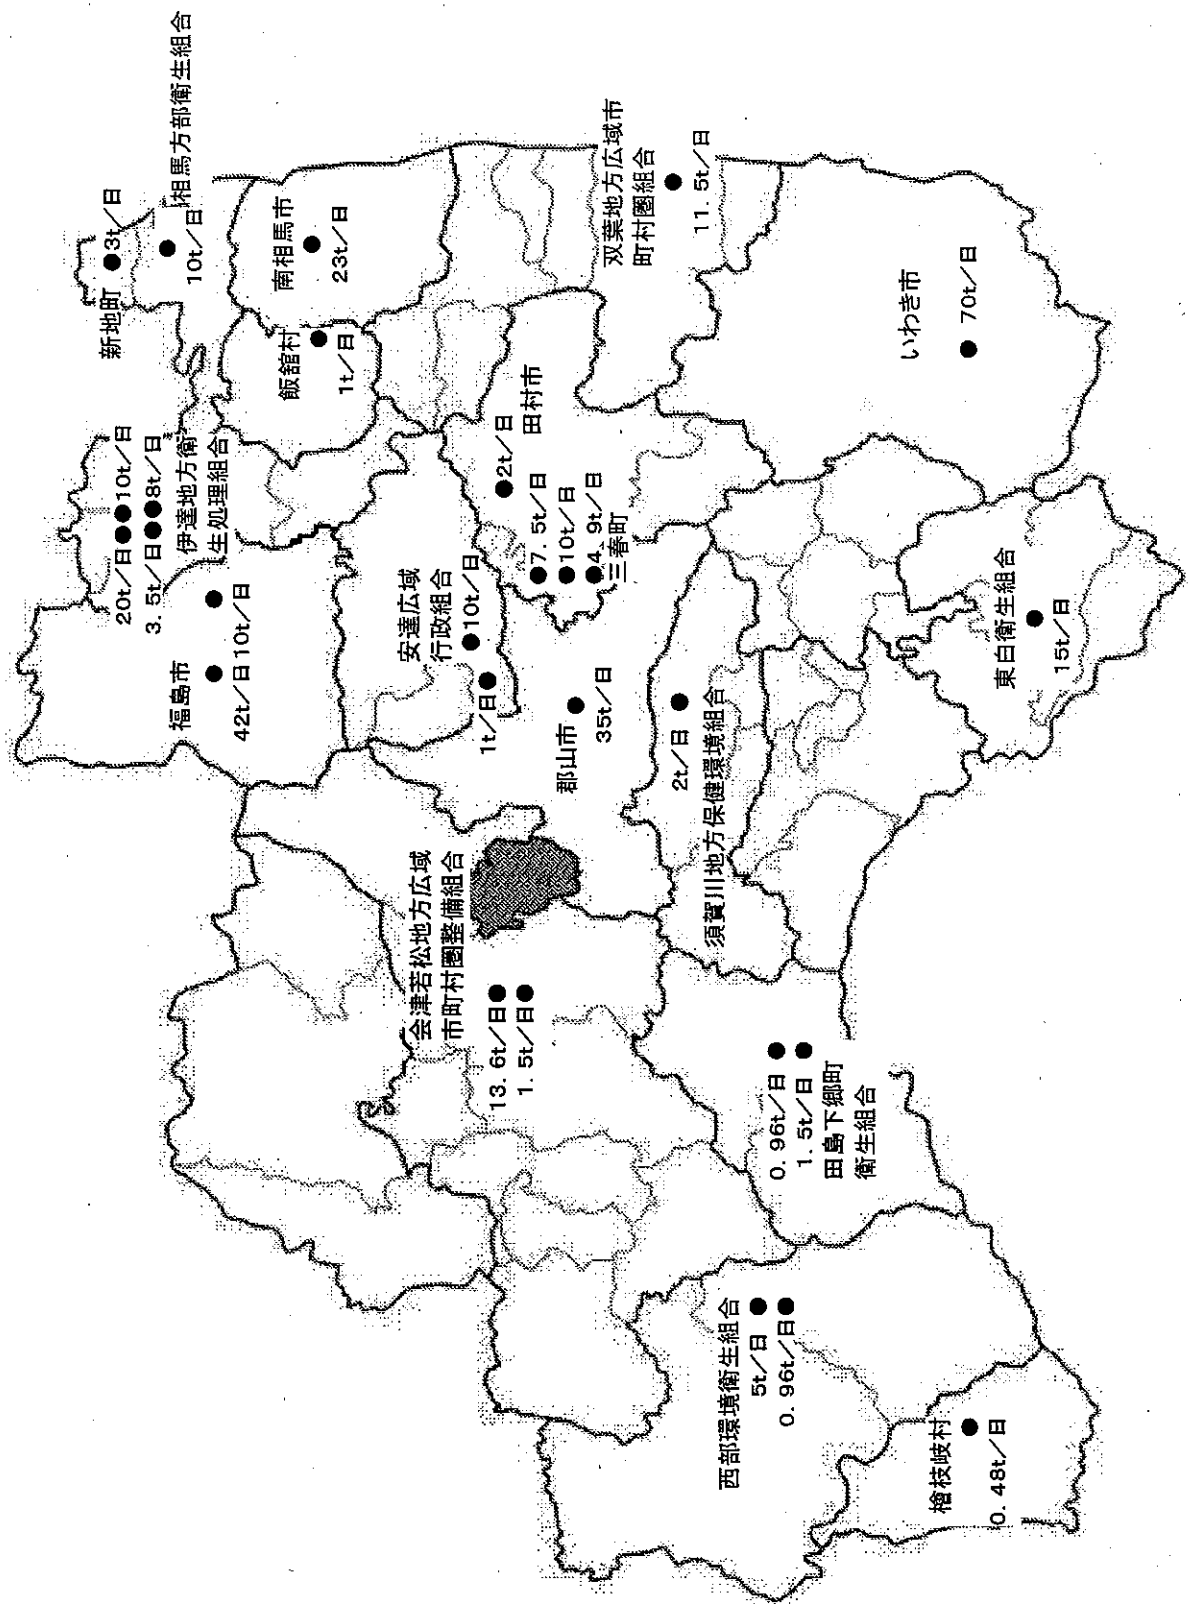 新地町
●3t／日
相馬方部衛生組合
10t／日
南相馬市
23t／日
飯舘村
1t／日
20t／日●●10t／日
3．5t／日●●8t／日
伊達地方衛
生処理組合
福島市
42t／日
10t／日
安達広域
行政組合
●10t／日
1t／日●
●2t／日
田村市
●7．5t／日
●10t／日
●4．9t／日
三春町
双葉地方広域市
町村圏組合
11．5t／日
いわき市
70t／日
郡山市
35t／日
2t／日
須賀川地方保健環境組合
東白衛生組合
15t／日
会津若松地方広域
市町村圏整備組合
13．6t／日●
1．5t／日●
0．96t／日●
1．5t／日●
田島下郷町
衛生組合
西部環境衛生組合
5t／日●
0．96t／日●
檜枝岐村
0．48t／日